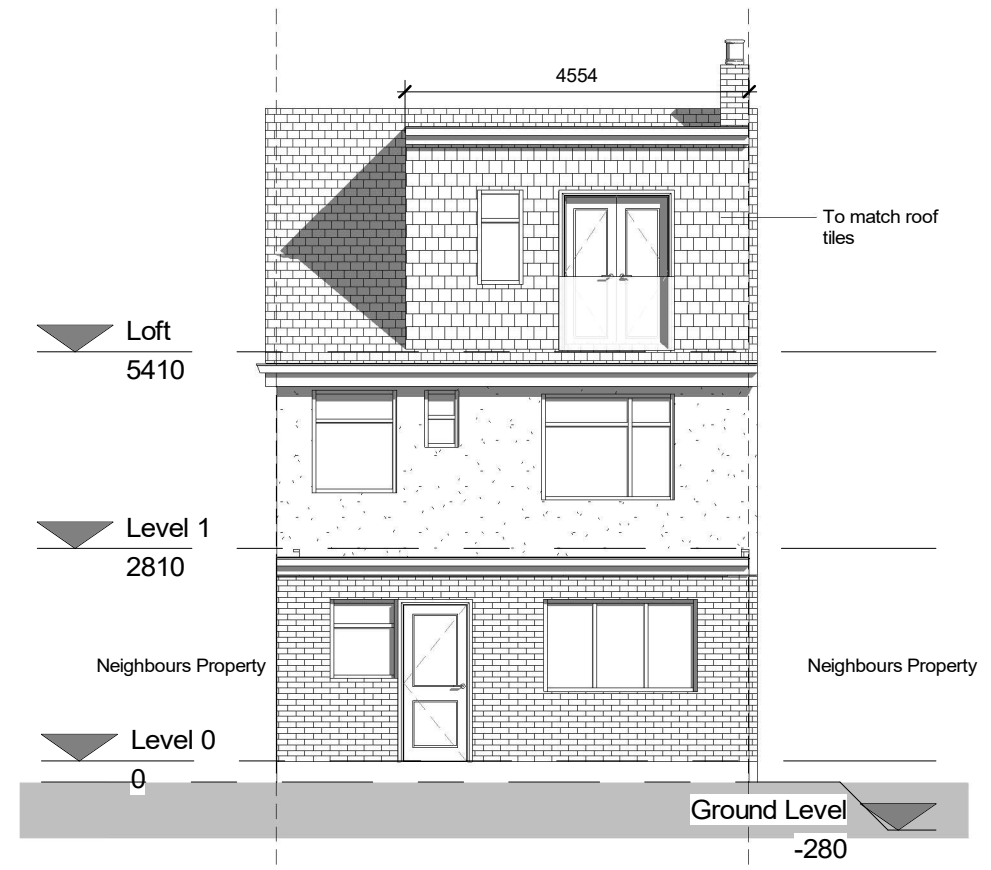 4554
To match roof
tiles
Loft
5410
Level 1
2810
Neighbours Property
Neighbours Property
Level 0
0
Ground Level
-280